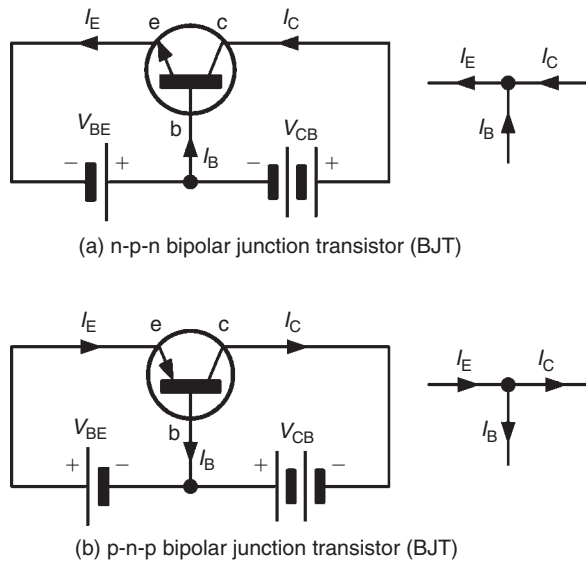 I_E e c I_C
I_E I_C
V_BE V_CB
I_B
b
− + I_B − +
(a) n-p-n bipolar junction transistor (BJT)
I_E e c I_C
I_E I_C
V_BE b V_CB
I_B
+ − I_B + −
(b) p-n-p bipolar junction transistor (BJT)